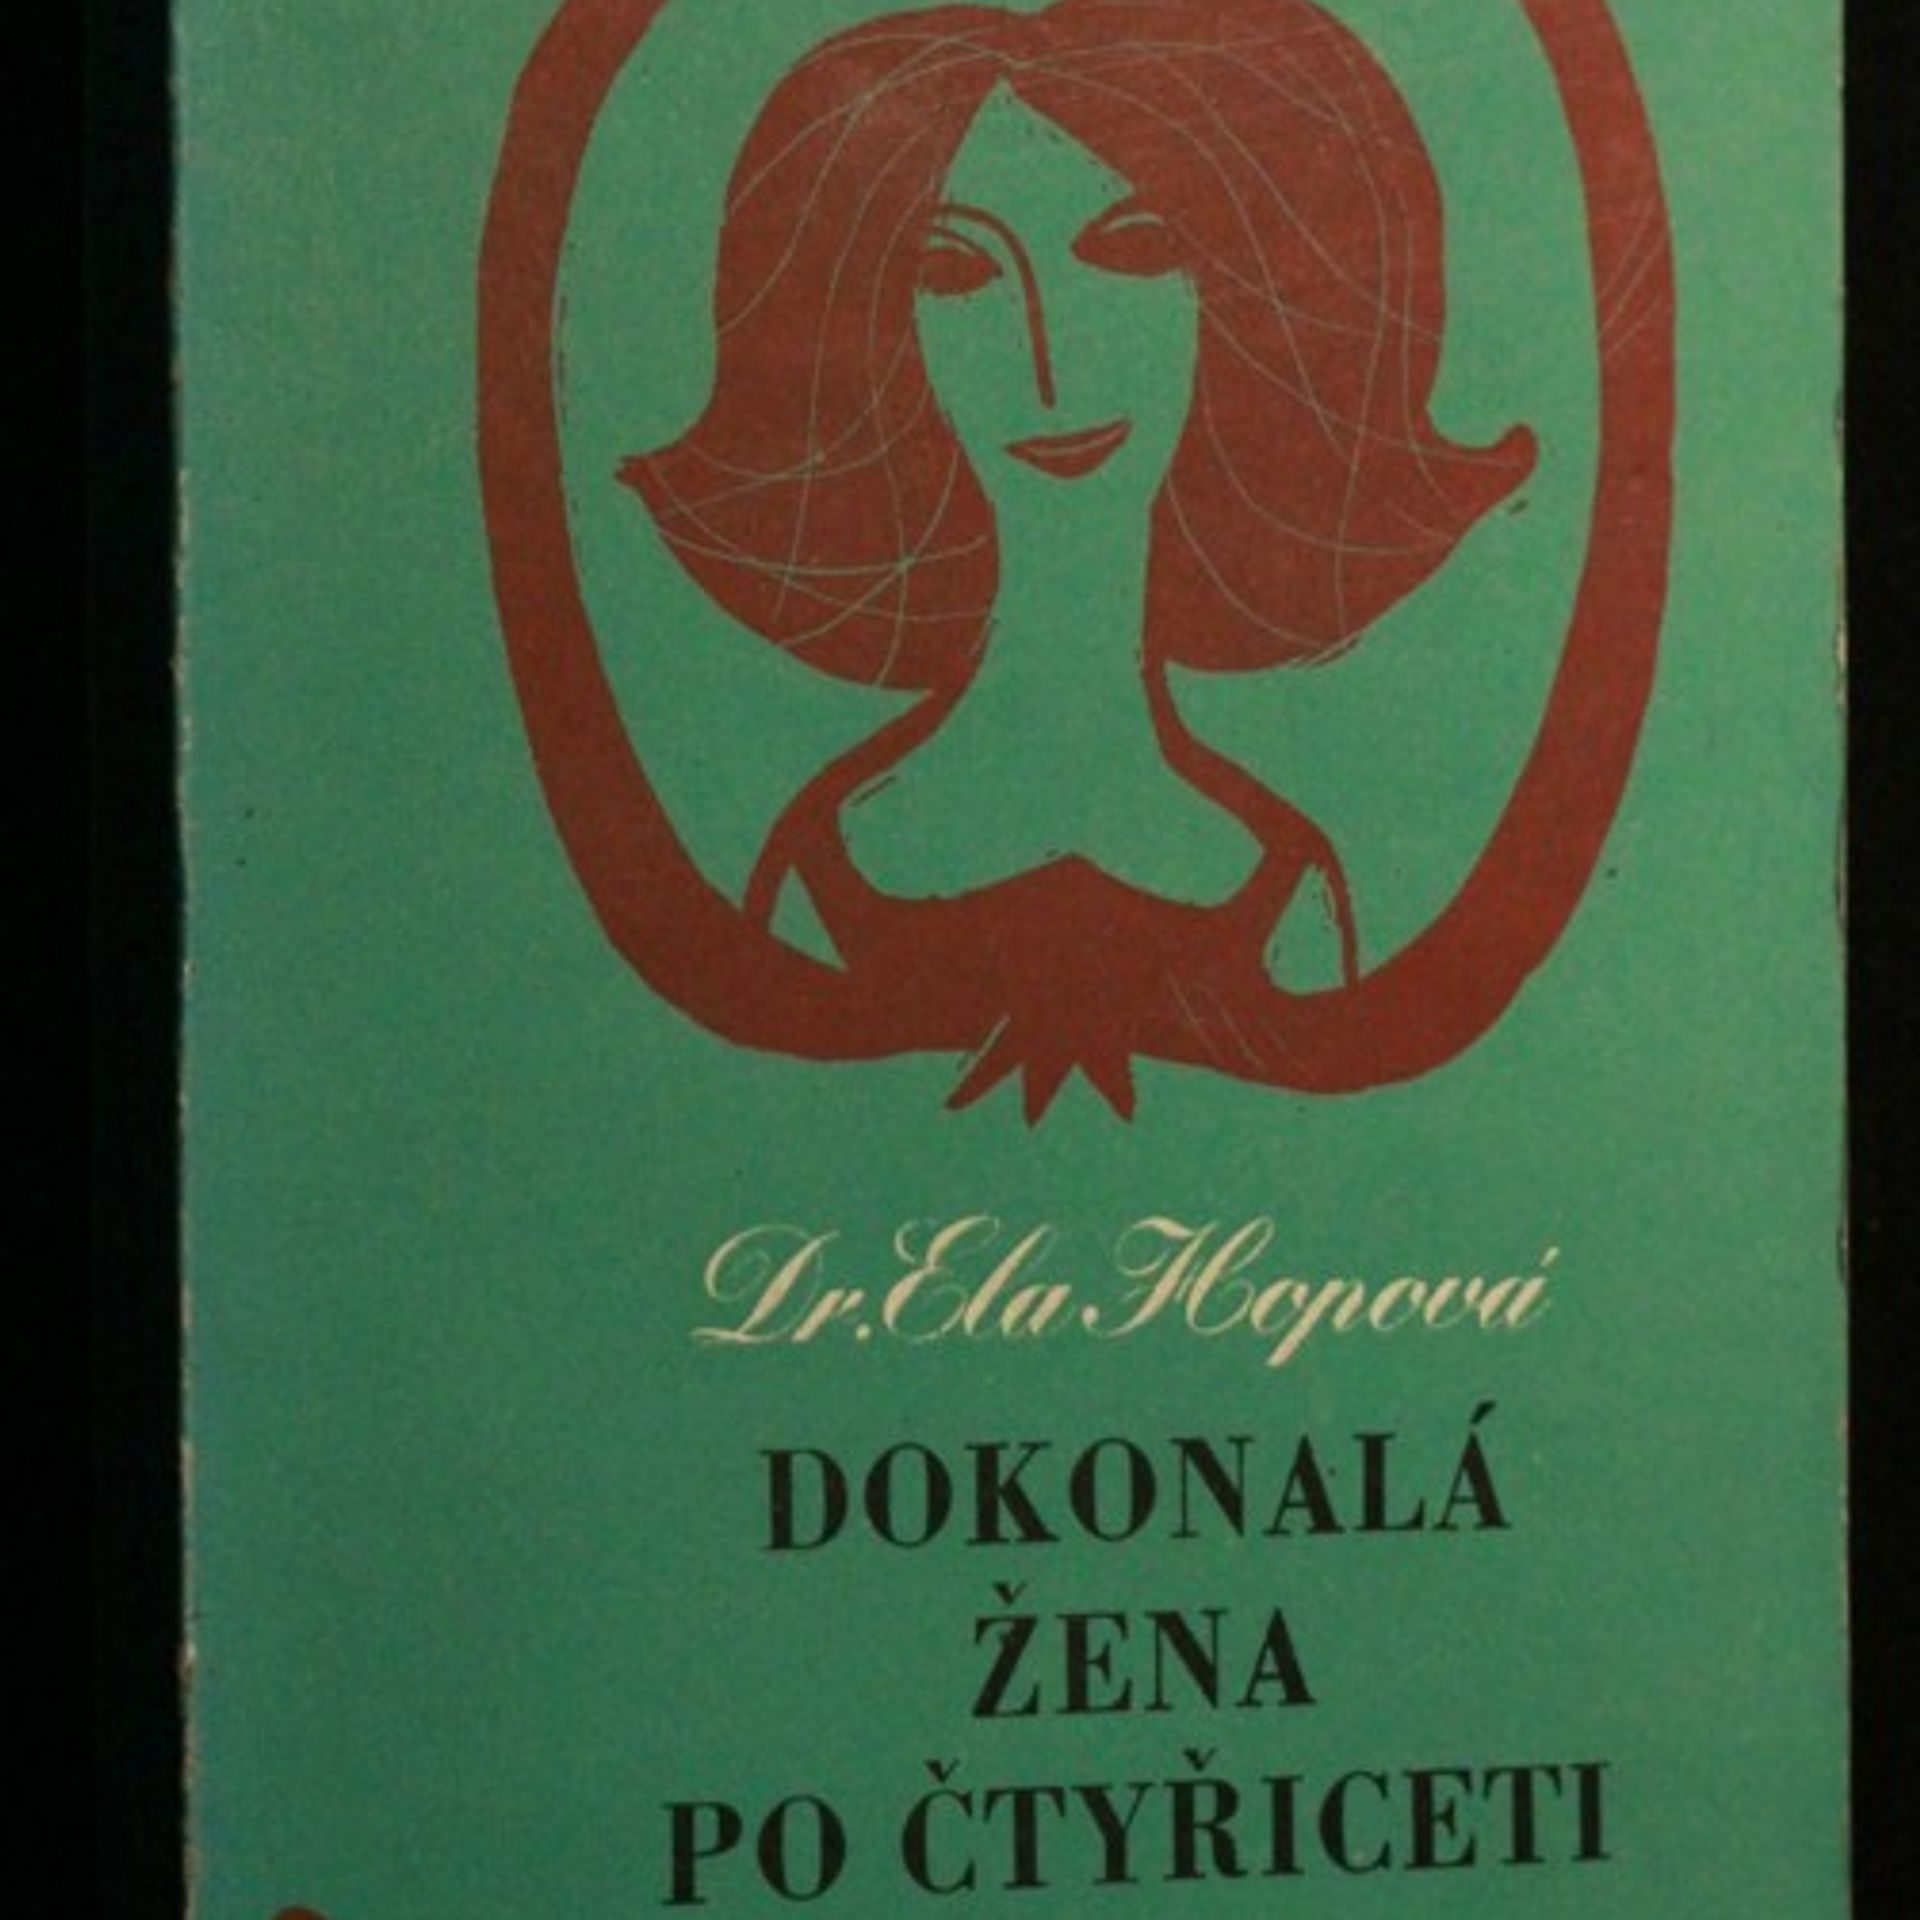 Dr. Ela Hopová
DOKONALÁ
ŽENA
PO ČTYŘICETI